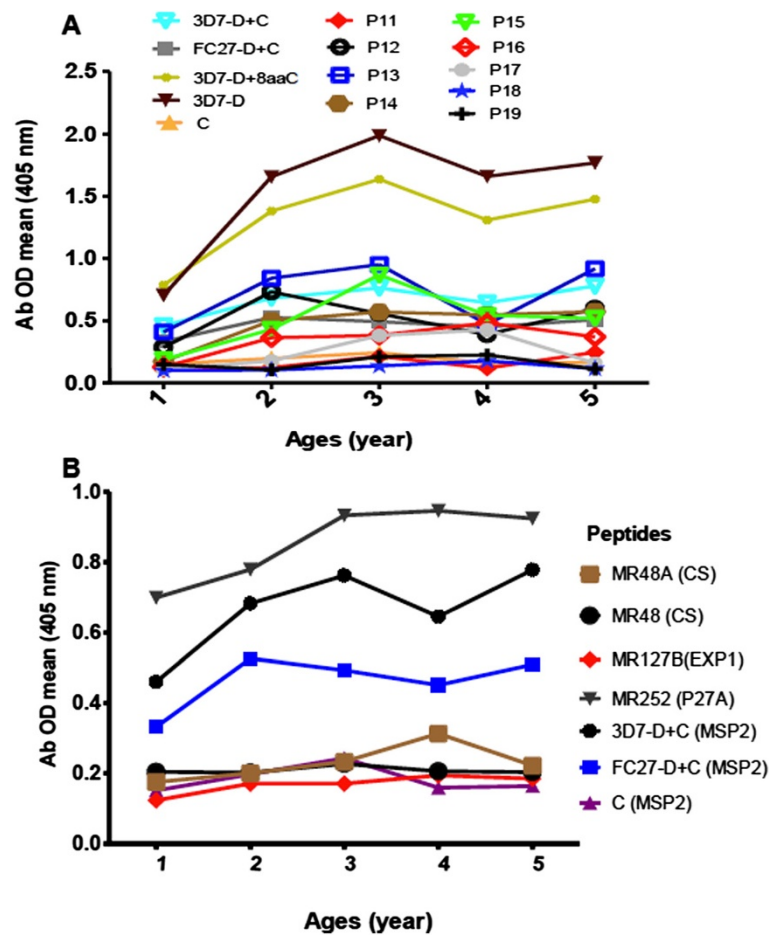 A
3D7-D+C
FC27-D+C
3D7-D+8aaC
3D7-D
C
P11
P12
P13
P14
P15
P16
P17
P18
P19
Ab OD mean (405 nm)
2.5
2.0
1.5
1.0
0.5
0.0
1
2
3
4
5
Ages (year)
B
Ab OD mean (405 nm)
1.0
0.8
0.6
0.4
0.2
0.0
1
2
3
4
5
Ages (year)
Peptides
MR48A (CS)
MR48 (CS)
MR127B(EXP1)
MR252 (P27A)
3D7-D+C (MSP2)
FC27-D+C (MSP2)
C (MSP2)